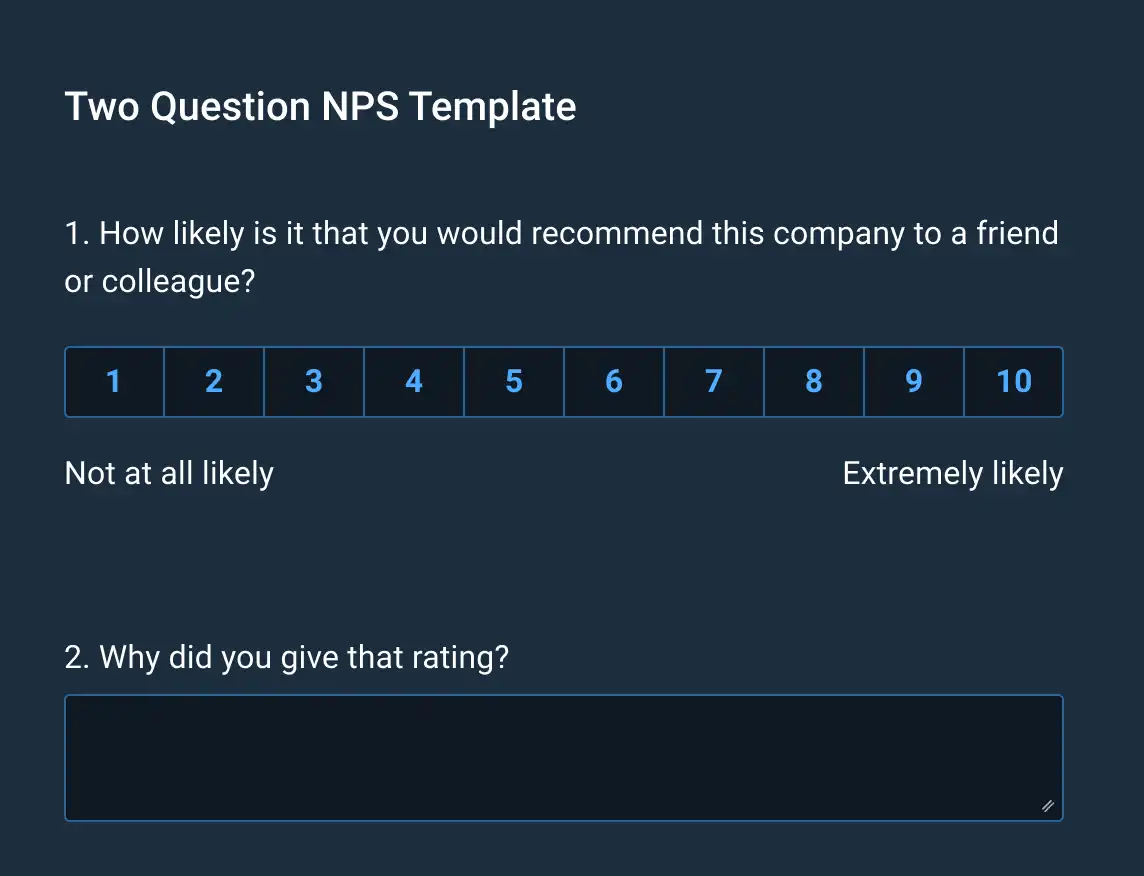 Two Question NPS Template
1. How likely is it that you would recommend this company to a friend
or colleague?
1 2 3 4 5 6 7 8 9 10
Not at all likely Extremely likely
2. Why did you give that rating?